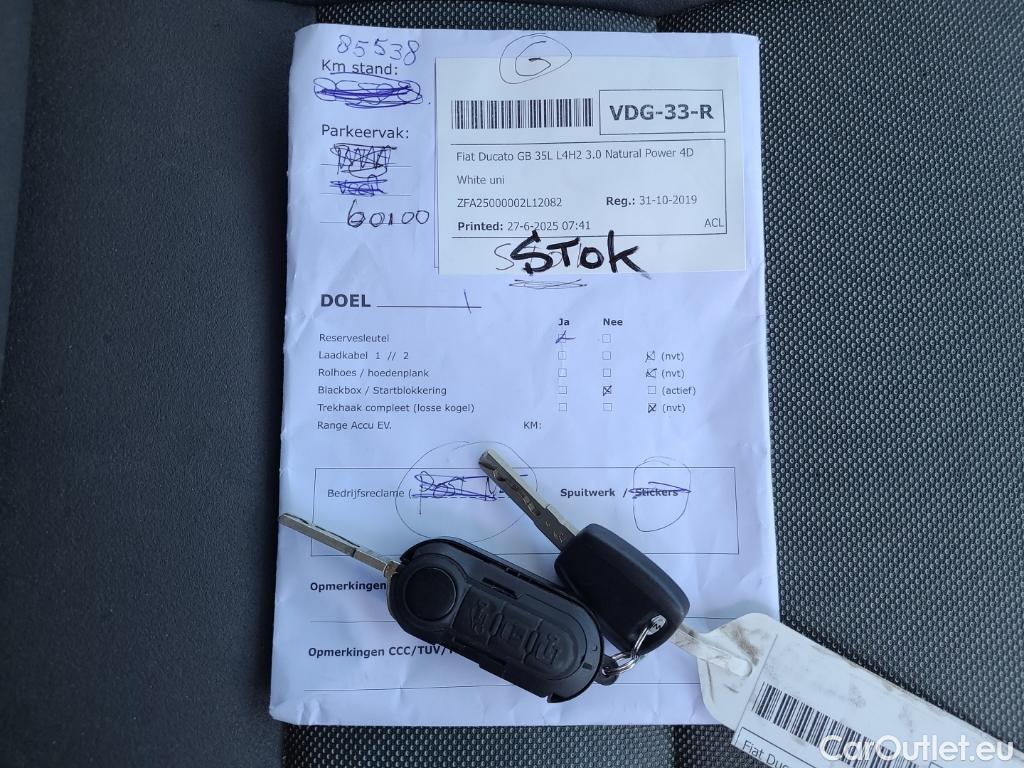 85538
Km stand:
G
VDG-33-R
Parkeervak:
Fiat Ducato GB 35L L4H2 3.0 Natural Power 4D
White uni
ZFA25000002L12082 Reg.: 31-10-2019
60100
Printed: 27-6-2025 07:41 ACL
STOK
DOEL
Ja Nee
Reservesleutel
Laadkabel 1 // 2 (nvt)
Rolhoes / hoedenplank (nvt)
Blackbox / Startblokkering (actief)
Trekhaak compleet (losse kogel) (nvt)
Range Accu EV. KM:
Bedrijfsreclame ( Spuitwerk / Stickers
Opmerkingen
Opmerkingen CCC/TUV/
FIAT
Fiat Duc
CarOutlet.eu